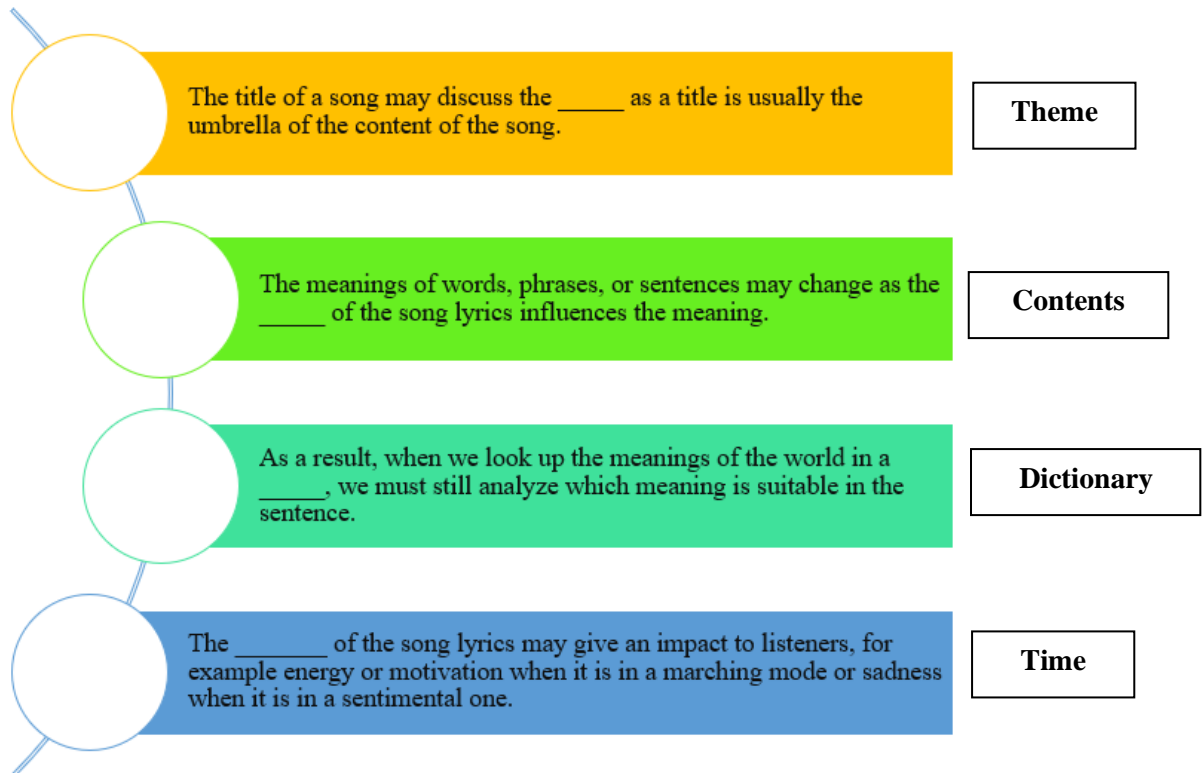 The title of a song may discuss the _____ as a title is usually the
umbrella of the content of the song.
Theme
The meanings of words, phrases, or sentences may change as the
_____ of the song lyrics influences the meaning.
Contents
As a result, when we look up the meanings of the world in a
_____, we must still analyze which meaning is suitable in the
sentence.
Dictionary
The _______ of the song lyrics may give an impact to listeners, for
example energy or motivation when it is in a marching mode or sadness
when it is in a sentimental one.
Time